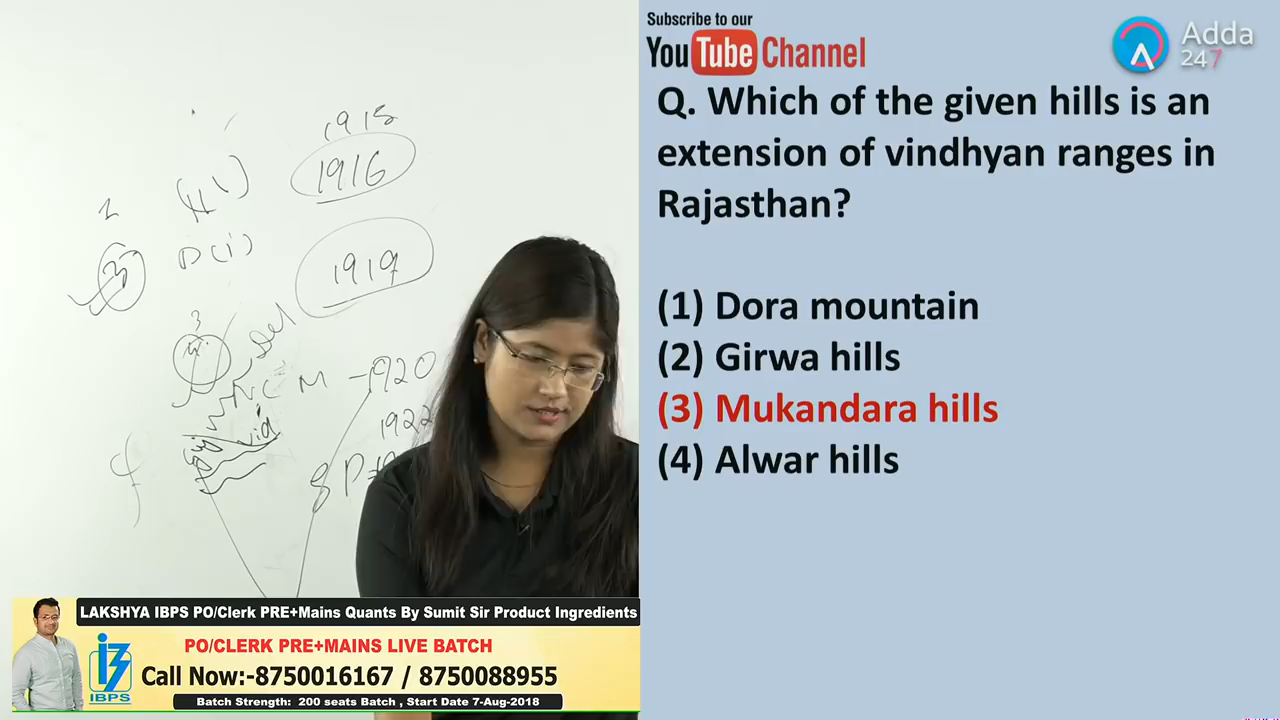 Subscribe to our
YouTube Channel
Adda
247
Q. Which of the given hills is an
extension of vindhyan ranges in
Rajasthan?
(1) Dora mountain
(2) Girwa hills
(3) Mukandara hills
(4) Alwar hills
1915
1916
1919
NCM -1920
1922
LAKSHYA IBPS PO/Clerk PRE+Mains Quants By Sumit Sir Product Ingredients
PO/CLERK PRE+MAINS LIVE BATCH
Call Now:-8750016167 / 8750088955
IBPS
Batch Strength: 200 seats Batch , Start Date 7-Aug-2018